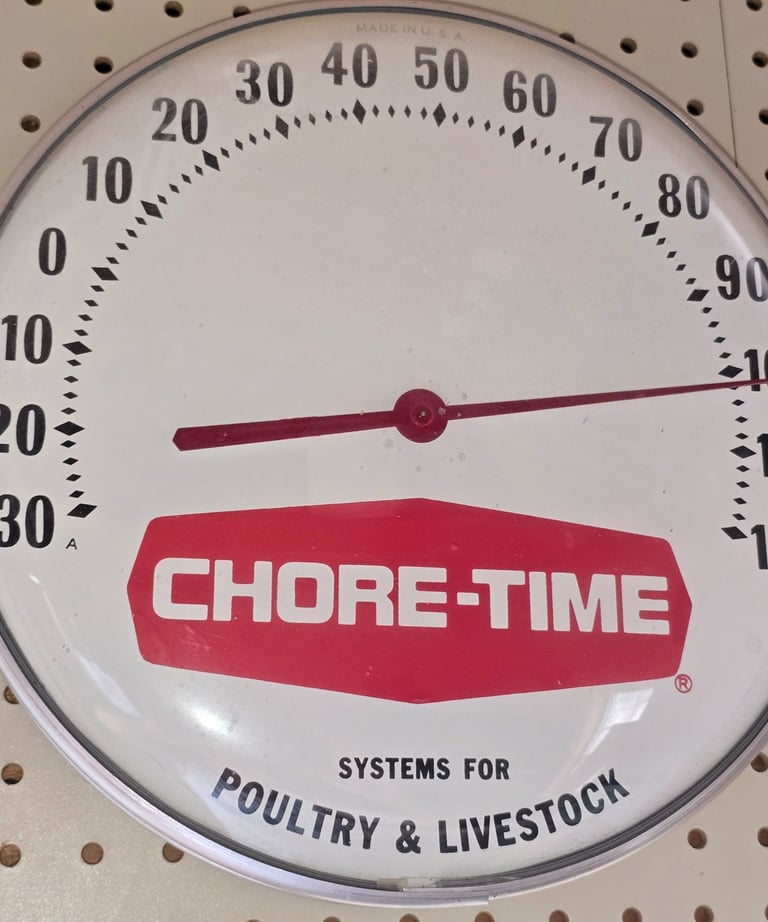 MADE IN U.S.A.
30 20 10 0 10 20 30 40 50 60 70 80 90
A
CHORE-TIME
®
SYSTEMS FOR
POULTRY & LIVESTOCK